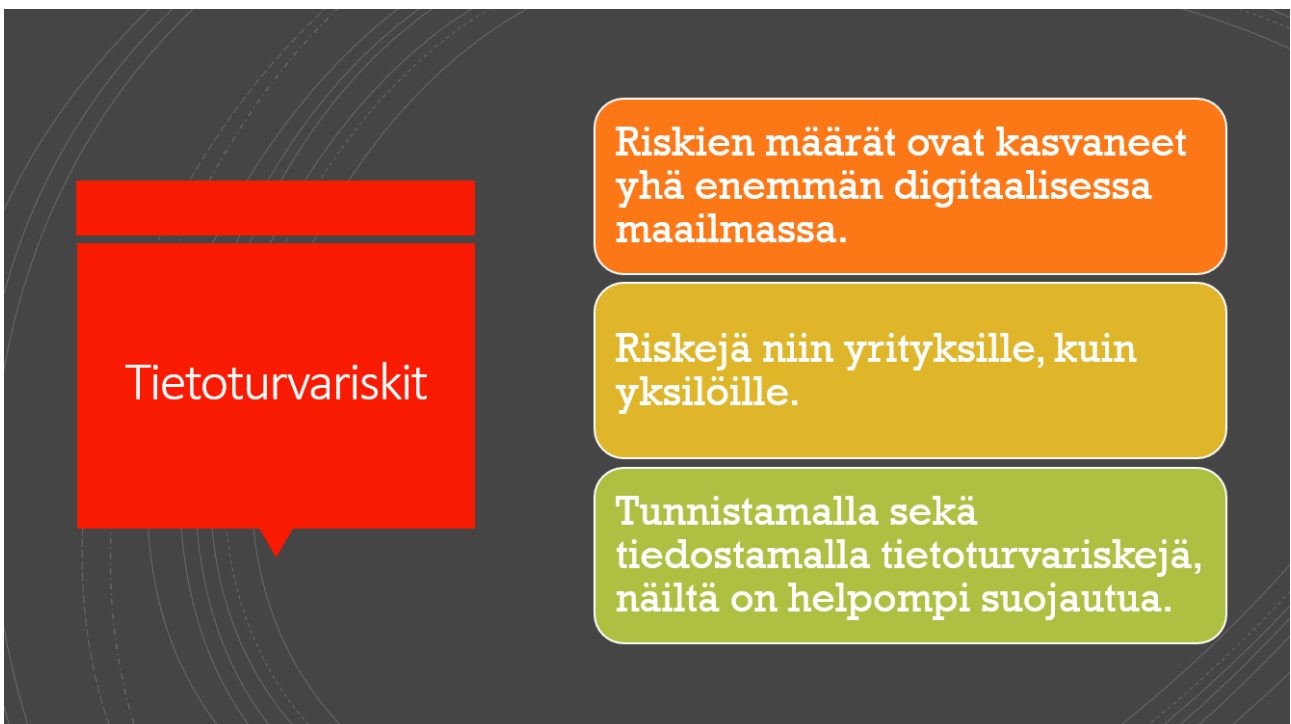 Tietoturvariskit
Riskien määrät ovat kasvaneet
yhä enemmän digitaalisessa
maailmassa.
Riskejä niin yrityksille, kuin
yksilöille.
Tunnistamalla sekä
tiedostamalla tietoturvariskejä,
näiltä on helpompi suojautua.